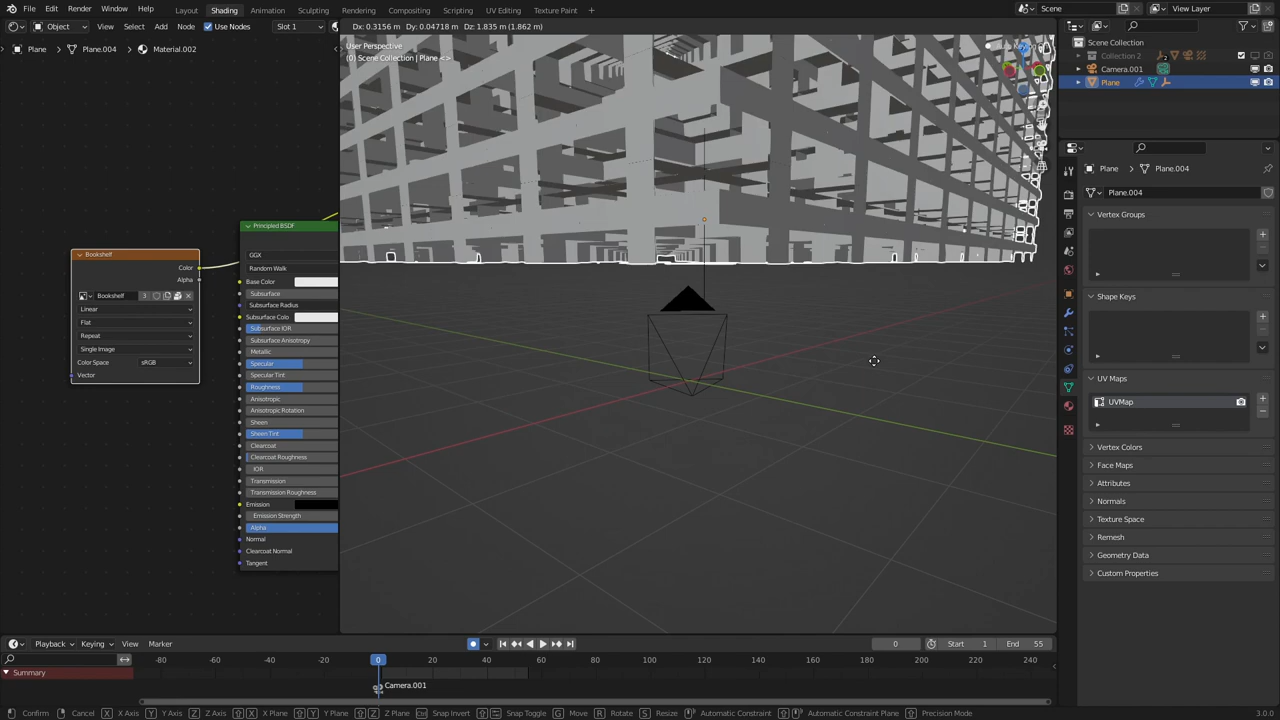 File Edit Render Window Help Layout Shading Animation Sculpting Rendering Compositing Scripting UV Editing Texture Paint Scene View Layer
Object View Select Add Node Use Nodes Slot 1 Dx: 0.3156 m Dy: 0.04718 m Dz: 1.835 m (1.862 m)
Plane Plane.004 Material.002
User Perspective
(0) Scene Collection | Plane <>
Scene Collection
Collection 2
Camera.001
Plane
Plane Plane.004
Plane.004
Vertex Groups
Shape Keys
UV Maps
UVMap
Vertex Colors
Face Maps
Attributes
Normals
Texture Space
Remesh
Geometry Data
Custom Properties
Bookshelf
Color
Alpha
Bookshelf 3
Linear
Flat
Repeat
Single Image
Color Space sRGB
Vector
Principled BSDF
GGX
Random Walk
Base Color
Subsurface
Subsurface Radius
Subsurface Colo
Subsurface IOR
Subsurface Anisotropy
Metallic
Specular
Specular Tint
Roughness
Anisotropic
Anisotropic Rotation
Sheen
Sheen Tint
Clearcoat
Clearcoat Roughness
IOR
Transmission
Transmission Roughness
Emission
Emission Strength
Alpha
Normal
Clearcoat Normal
Tangent
Playback Keying View Marker 0 Start 1 End 55
-80 -60 -40 -20 0 20 40 60 80 100 120 140 160 180 200 220 240
Summary
Camera.001
Confirm Cancel X X Axis Y Y Axis Z Z Axis X X Plane Y Y Plane Z Z Plane Snap Invert Snap Toggle G Move R Rotate S Resize Automatic Constraint Automatic Constraint Plane Precision Mode 3.0.0